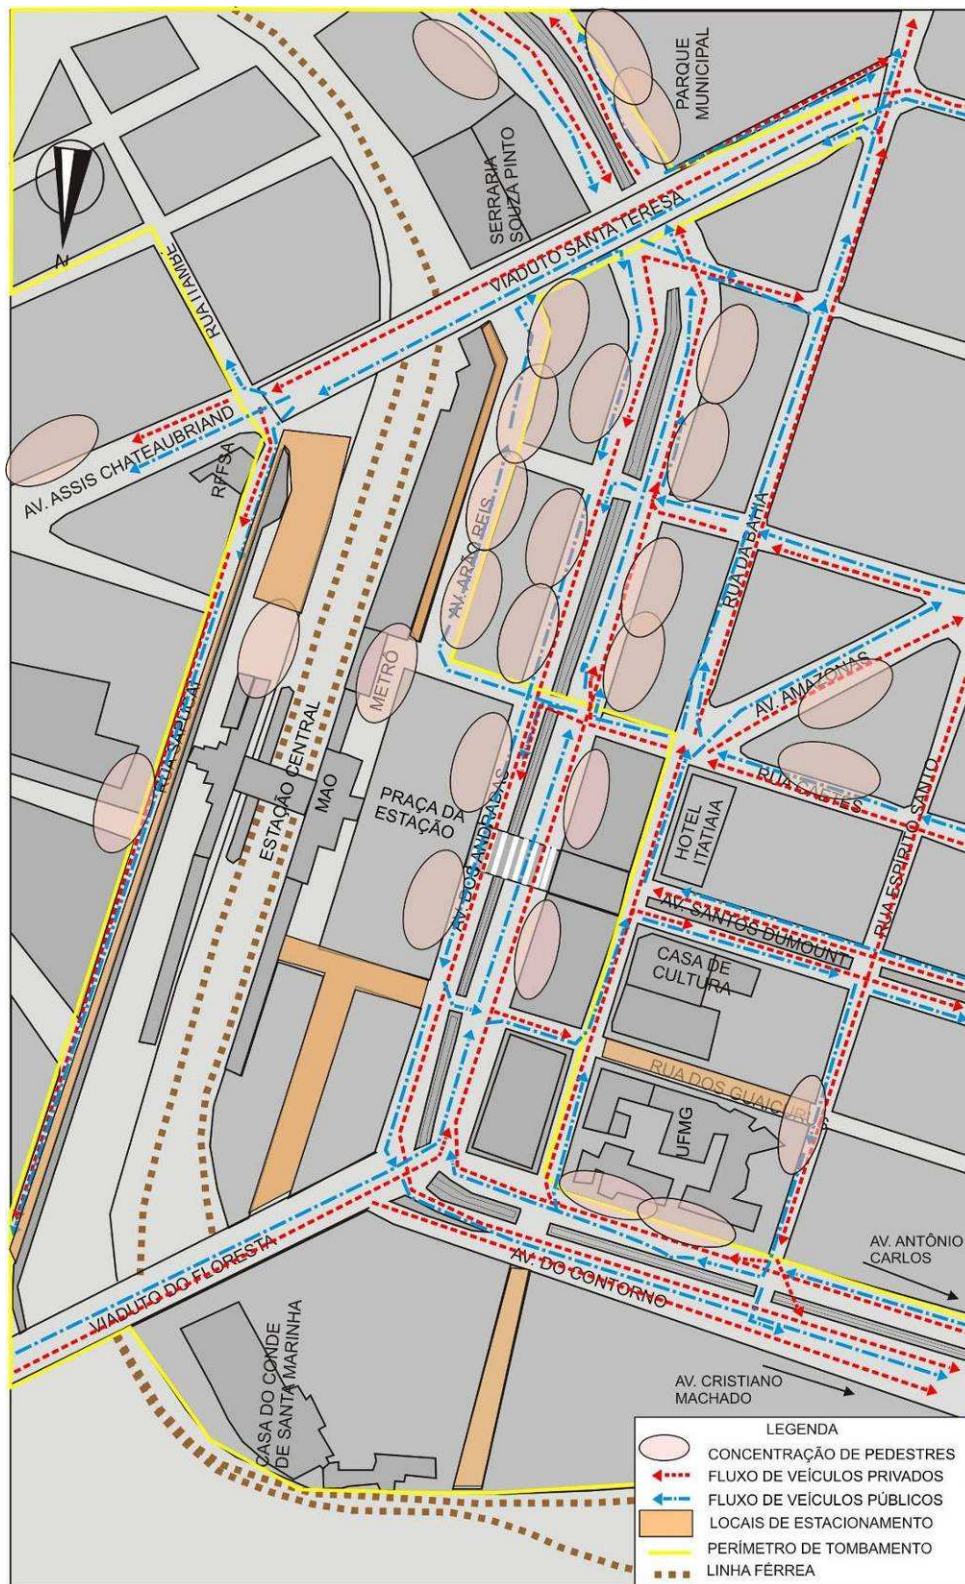 PARQUE
MUNICIPAL
SERRARIA
SOUZA PINTO
VIADUTO SANTA TERESA
N
RUA ITAMBÉ
AV. ASSIS CHATEAUBRIAND
RFFSA
AV. ARÃO REIS
RUA DA BAHIA
METRÔ
AV. AMAZONAS
RUA SAPUCAÍ
ESTAÇÃO CENTRAL
MAO
PRAÇA DA
ESTAÇÃO
AV. DOS ANDRADAS
RUA CAETÉS
HOTEL
ITATIAIA
RUA ESPÍRITO SANTO
AV. SANTOS DUMOUNT
CASA DE
CULTURA
RUA DOS GUAICURUS
UFMG
AV. ANTÔNIO
CARLOS
VIADUTO DO FLORESTA
AV. DO CONTORNO
AV. CRISTIANO
MACHADO
CASA DO CONDE
DE SANTA MARINHA
LEGENDA
CONCENTRAÇÃO DE PEDESTRES
FLUXO DE VEÍCULOS PRIVADOS
FLUXO DE VEÍCULOS PÚBLICOS
LOCAIS DE ESTACIONAMENTO
PERÍMETRO DE TOMBAMENTO
LINHA FÉRREA